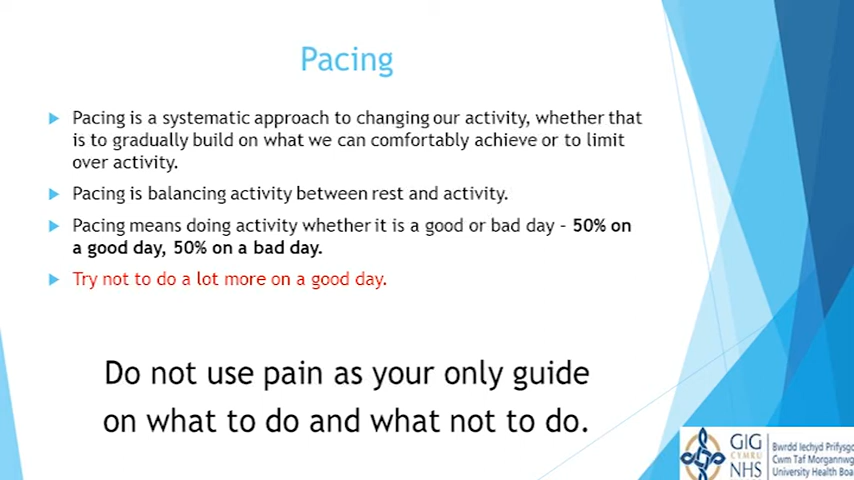 Pacing
Pacing is a systematic approach to changing our activity, whether that
is to gradually build on what we can comfortably achieve or to limit
over activity.
Pacing is balancing activity between rest and activity.
Pacing means doing activity whether it is a good or bad day - 50% on
a good day, 50% on a bad day.
Try not to do a lot more on a good day.
Do not use pain as your only guide
on what to do and what not to do.
GIG
CYMRU
NHS
Bwrdd Iechyd Prifysgo
Cwm Taf Morgannwg
University Health Boa